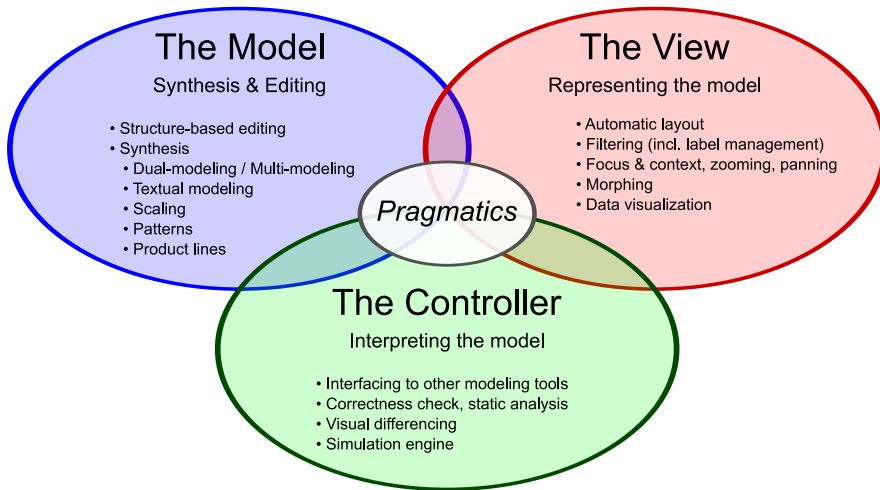 The Model
Synthesis & Editing
• Structure-based editing
• Synthesis
• Dual-modeling / Multi-modeling
• Textual modeling
• Scaling
• Patterns
• Product lines
The View
Representing the model
• Automatic layout
• Filtering (incl. label management)
• Focus & context, zooming, panning
• Morphing
• Data visualization
Pragmatics
The Controller
Interpreting the model
• Interfacing to other modeling tools
• Correctness check, static analysis
• Visual differencing
• Simulation engine